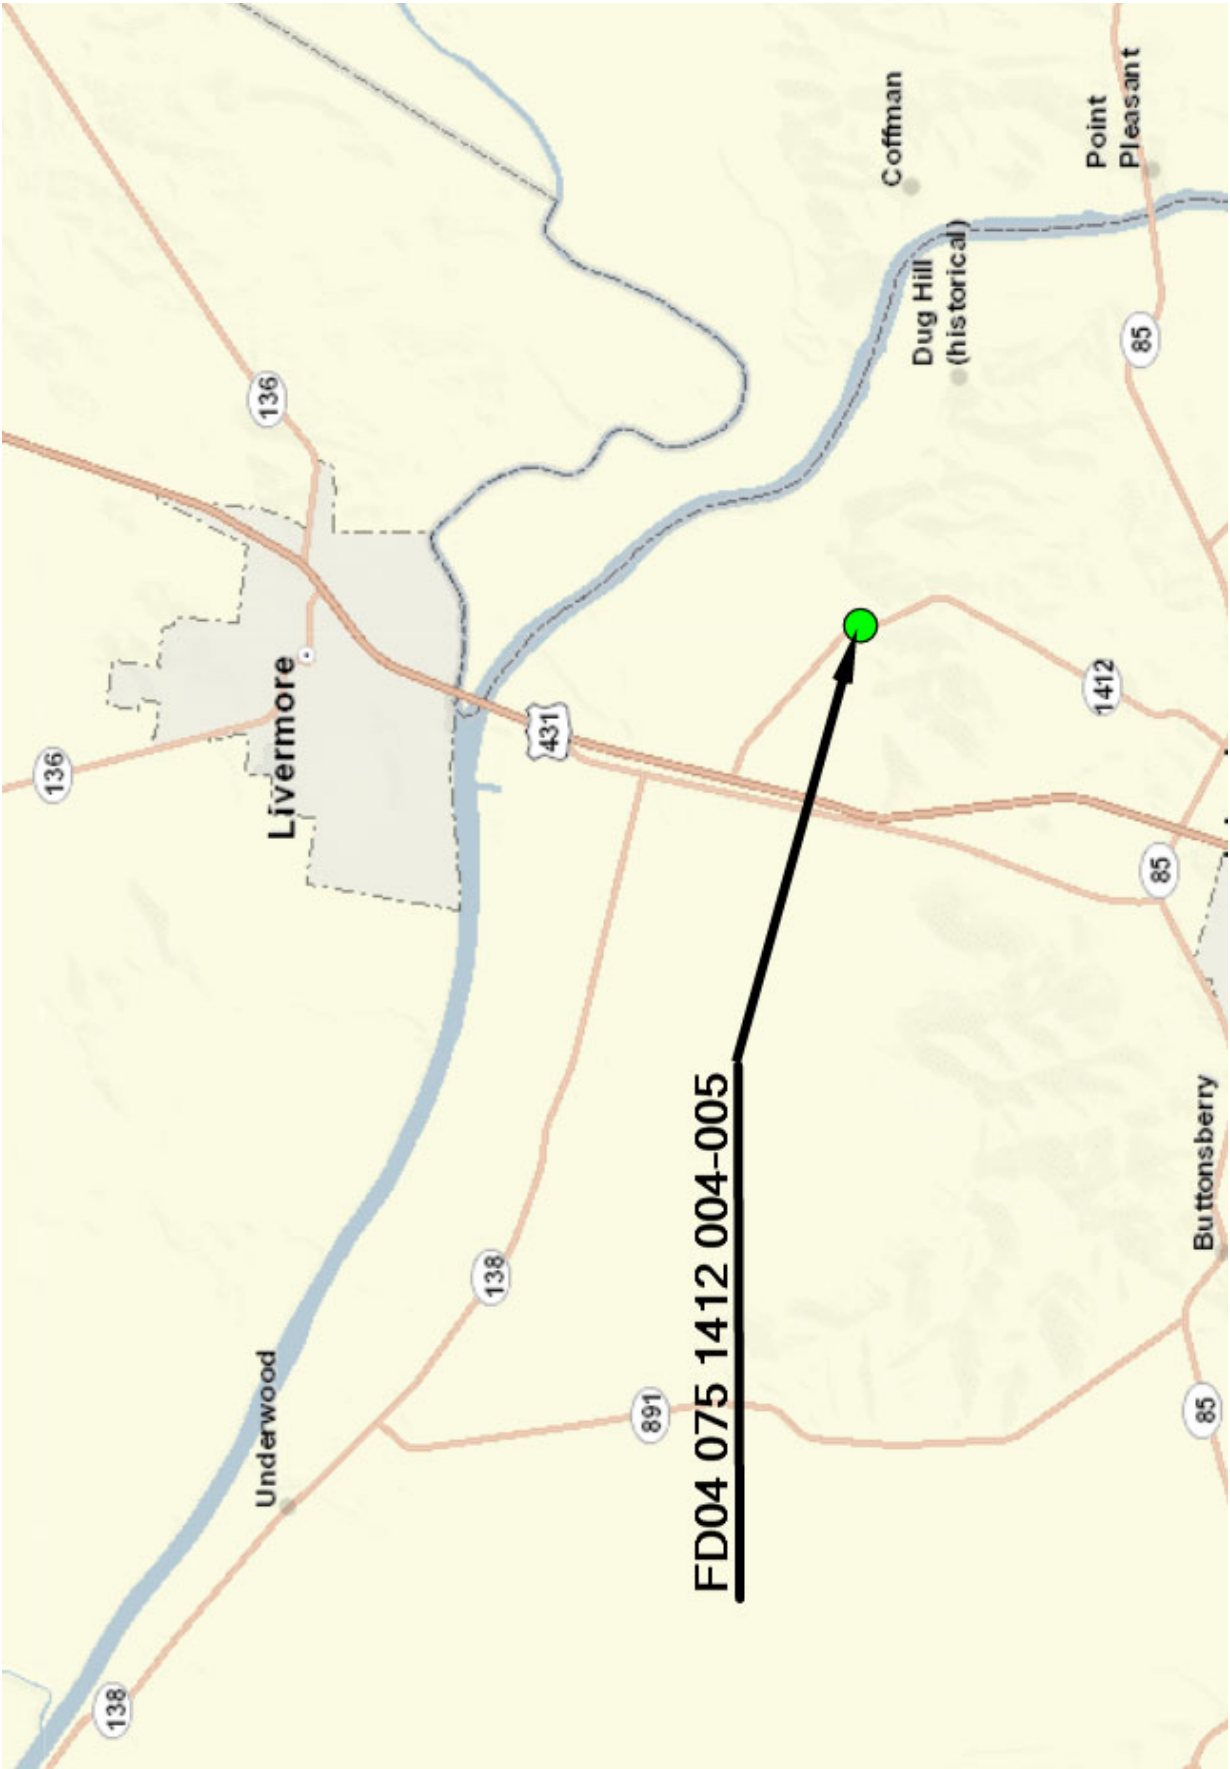 136
138
Underwood
136
Livermore
138
431
891
FD04 075 1412 004-005
Coffman
Dug Hill
(historical)
1412
Point
Pleasant
85
85
85
Buttonsberry